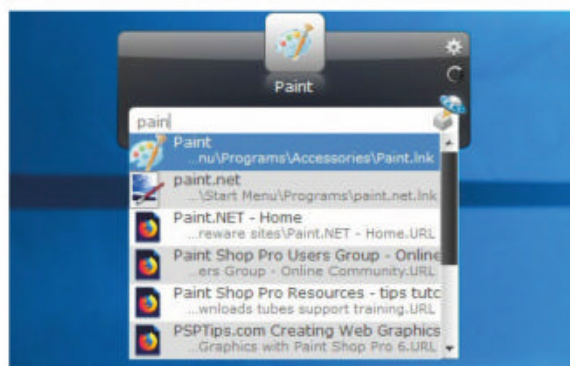 Paint
pain
Paint
...nu\Programs\Accessories\Paint.lnk
paint.net
...\Start Menu\Programs\paint.net.lnk
Paint.NET - Home
...reware sites\Paint.NET - Home.URL
Paint Shop Pro Users Group - Online
...ers Group - Online Community.URL
Paint Shop Pro Resources - tips tutc
...wnloads tubes support training.URL
PSPTips.com Creating Web Graphics
...Graphics with Paint Shop Pro 6.URL